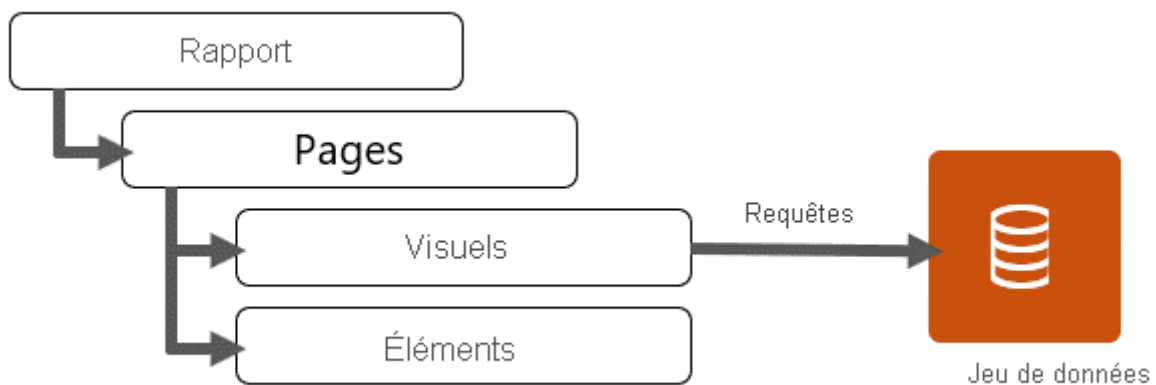 Rapport
Pages
Visuels
Requêtes
Éléments
Jeu de données